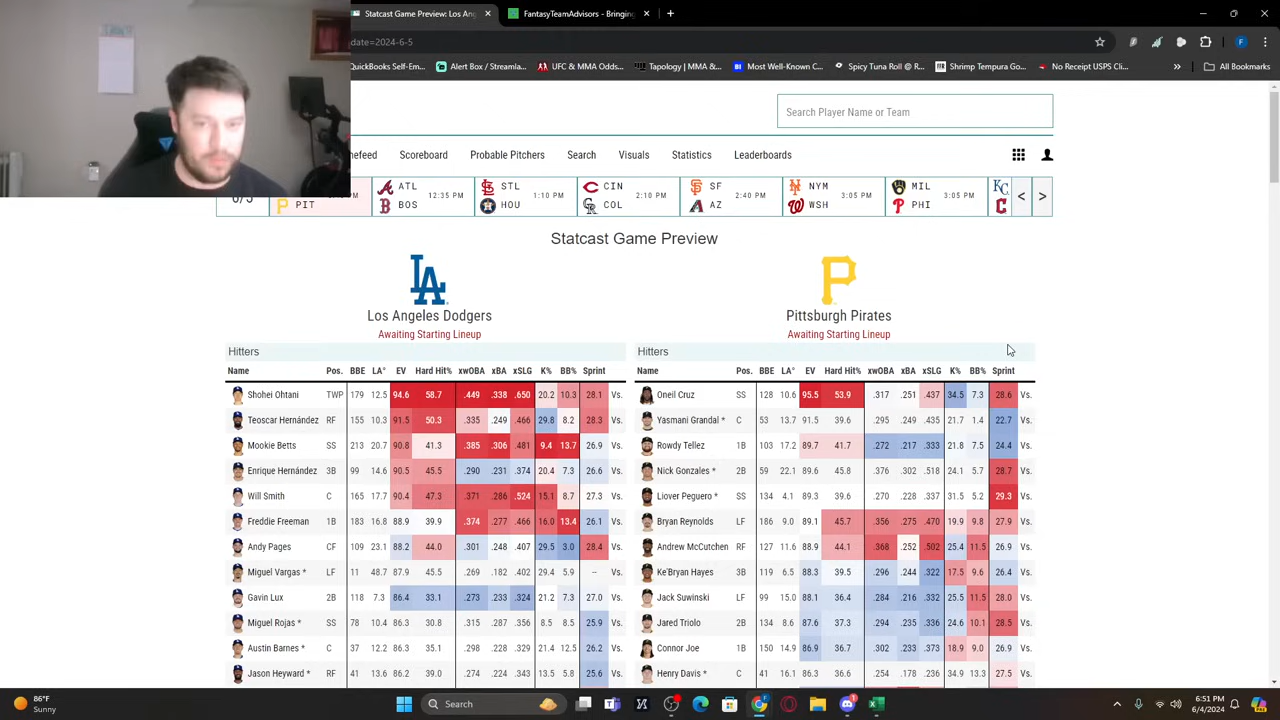 Statcast Game Preview: Los Ang
FantasyTeamAdvisors - Bringing
date=2024-6-5
QuickBooks Self-Em... Alert Box / Streamla... UFC & MMA Betting... Tapology | MMA &... Most Well-Known C... Spicy Tuna Roll @ r... Shrimp Tempura Go... No Receipt USPS Cli... All Bookmarks
Search Player Name or Team
nefeed Scoreboard Probable Pitchers Search Visuals Statistics Leaderboards
ATL STL CIN SF NYM MIL KC
12:35 PM 1:10 PM 2:10 PM 2:40 PM 3:05 PM 3:05 PM
6/5 PIT BOS HOU COL AZ WSH PHI
Statcast Game Preview
LA P
Los Angeles Dodgers Pittsburgh Pirates
Awaiting Starting Lineup Awaiting Starting Lineup
Hitters Hitters
Name Pos. BBE LA° EV Hard Hit% xwOBA xBA xSLG K% BB% Sprint Name Pos. BBE LA° EV Hard Hit% xwOBA xBA xSLG K% BB% Sprint
Shohei Ohtani TWP 179 12.5 94.6 58.7 .449 .338 .650 20.2 10.3 28.1 Vs. Oneil Cruz SS 128 10.6 95.5 53.9 .317 .251 .437 34.5 7.3 28.6 Vs.
Teoscar Hernández RF 155 10.3 91.5 50.3 .335 .249 .466 29.8 8.2 28.3 Vs. Yasmani Grandal * C 53 13.7 91.1 39.6 .295 .249 .435 21.7 1.4 22.7 Vs.
Mookie Betts SS 213 20.7 90.8 41.3 .385 .306 .481 9.4 13.7 26.9 Vs. Rowdy Tellez 1B 103 17.2 89.7 41.7 .272 .217 .333 21.8 7.5 24.4 Vs.
Enrique Hernández 3B 99 14.6 90.5 45.5 .290 .231 .374 20.4 7.3 26.6 Vs. Nick Gonzales * 2B 59 22.1 89.6 45.8 .376 .302 .518 24.1 5.7 28.7 Vs.
Will Smith C 165 17.7 90.4 47.3 .371 .286 .524 15.1 8.7 27.3 Vs. Liover Peguero * SS 134 4.1 89.3 39.6 .270 .228 .337 31.5 5.2 29.3 Vs.
Freddie Freeman 1B 183 16.8 88.9 39.9 .374 .277 .466 16.0 13.4 26.1 Vs. Bryan Reynolds LF 186 9.0 89.1 45.7 .356 .275 .470 19.9 9.8 27.9 Vs.
Andy Pages CF 109 23.1 88.2 44.0 .301 .248 .407 29.5 3.0 28.4 Vs. Andrew McCutchen RF 127 11.6 88.9 44.1 .368 .252 .502 25.4 11.5 26.9 Vs.
Miguel Vargas * LF 11 48.7 87.9 45.5 .269 .182 .402 29.4 5.9 -- Vs. Ke'Bryan Hayes 3B 119 6.5 88.3 39.5 .296 .244 .322 17.5 9.6 26.4 Vs.
Gavin Lux 2B 118 7.3 86.4 33.1 .273 .233 .324 21.2 7.3 27.0 Vs. Jack Suwinski LF 99 15.0 88.1 36.4 .284 .216 .332 25.5 11.5 28.0 Vs.
Miguel Rojas * SS 78 10.4 86.3 30.8 .315 .287 .356 8.5 8.5 25.9 Vs. Jared Triolo 2B 134 8.6 87.6 37.3 .294 .235 .336 24.6 10.1 28.5 Vs.
Austin Barnes * C 37 12.2 86.3 35.1 .298 .228 .329 21.4 12.5 26.2 Vs. Connor Joe 1B 150 14.9 86.9 36.7 .302 .233 .373 18.9 9.0 26.9 Vs.
Jason Heyward * RF 41 13.6 86.2 39.0 .274 .224 .343 13.5 5.8 25.6 Vs. Henry Davis * C 41 16.1 86.3 39.0 .254 .178 .236 34.9 13.3 27.5 Vs.
86°F
Sunny
Search
6:51 PM
6/4/2024